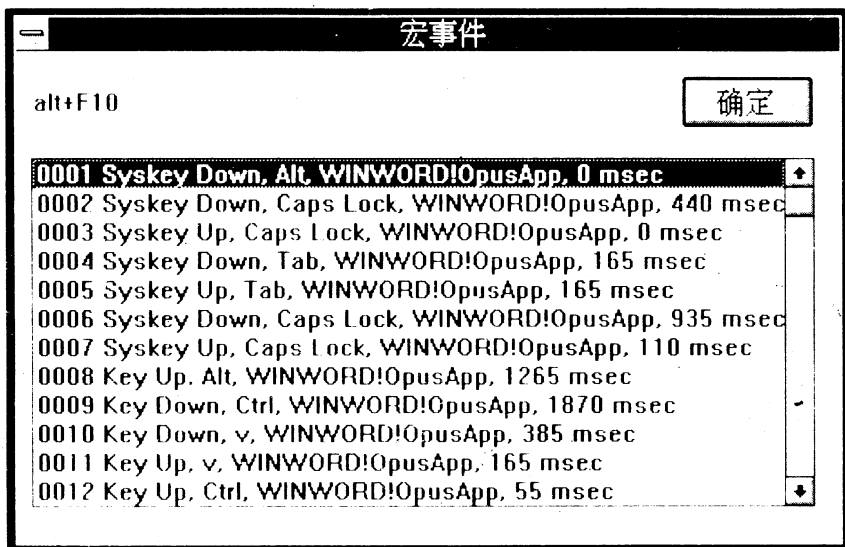 宏事件
alt+F10
确定
0001 Syskey Down, Alt, WINWORD!OpusApp, 0 msec
0002 Syskey Down, Caps Lock, WINWORD!OpusApp, 440 msec
0003 Syskey Up, Caps Lock, WINWORD!OpusApp, 0 msec
0004 Syskey Down, Tab, WINWORD!OpusApp, 165 msec
0005 Syskey Up, Tab, WINWORD!OpusApp, 165 msec
0006 Syskey Down, Caps Lock, WINWORD!OpusApp, 935 msec
0007 Syskey Up, Caps Lock, WINWORD!OpusApp, 110 msec
0008 Key Up. Alt, WINWORD!OpusApp, 1265 msec
0009 Key Down, Ctrl, WINWORD!OpusApp, 1870 msec
0010 Key Down, v, WINWORD!OpusApp, 385 msec
0011 Key Up, v, WINWORD!OpusApp, 165 msec
0012 Key Up, Ctrl, WINWORD!OpusApp, 55 msec